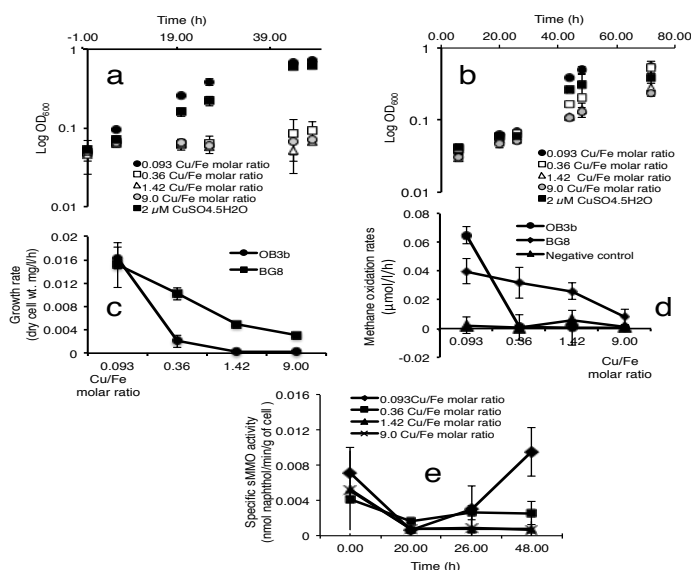 Time (h)
-1.00 19.00 39.00
1
a
Log OD600
0.1
0.01
0.093 Cu/Fe molar ratio
0.36 Cu/Fe molar ratio
1.42 Cu/Fe molar ratio
9.0 Cu/Fe molar ratio
2 µM CuSO4.5H2O
Time (h)
0.00 20.00 40.00 60.00 80.00
1
b
Log OD600
0.1
0.01
0.093 Cu/Fe molar ratio
0.36 Cu/Fe molar ratio
1.42 Cu/Fe molar ratio
9.0 Cu/Fe molar ratio
2 µM CuSO4.5H2O
Growth rate
(dry cell wt. mg/l/h)
0.02
0.016
0.012
0.008
0.004
0
OB3b
BG8
c
0.093 0.36 1.42 9.00
Cu/Fe
molar ratio
Methane oxidation rates
(µmol/l/h)
0.08
0.06
0.04
0.02
0
-0.02
OB3b
BG8
Negative control
d
0.093 0.36 1.42 9.00
Cu/Fe
molar ratio
Specific sMMO activity
(nmol naphthol/min/g of cell)
0.016
0.012
0.008
0.004
0
0.093Cu/Fe molar ratio
0.36 Cu/Fe molar ratio
1.42 Cu/Fe molar ratio
9.0 Cu/Fe molar ratio
e
0.00 20.00 26.00 48.00
Time (h)